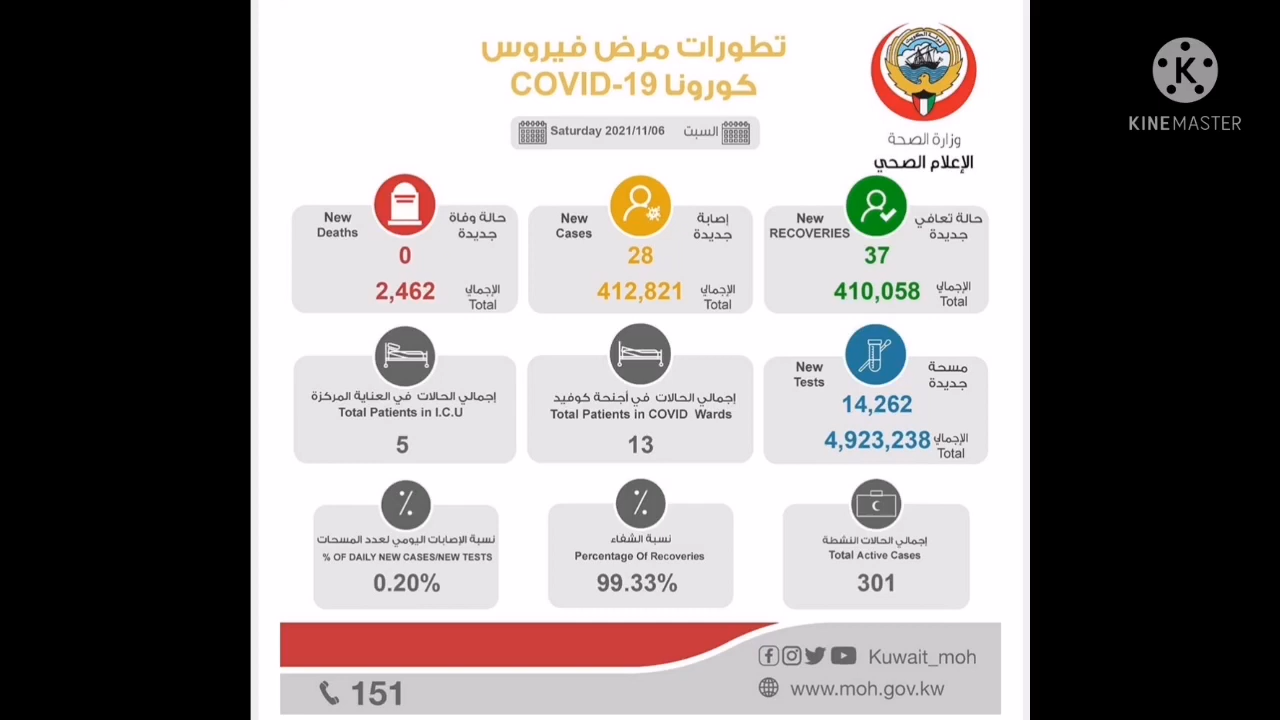 تطورات مرض فيروس
كورونا COVID-19
Saturday 2021/11/06 السبت
وزارة الصحة
الإعلام الصحي
KINEMASTER
New Deaths
حالة وفاة جديدة
0
2,462
الإجمالي
Total
New Cases
إصابة جديدة
28
412,821
الإجمالي
Total
New RECOVERIES
حالة تعافي جديدة
37
410,058
الإجمالي
Total
إجمالي الحالات في العناية المركزة
Total Patients in I.C.U
5
إجمالي الحالات في أجنحة كوفيد
Total Patients in COVID Wards
13
New Tests
مسحة جديدة
14,262
4,923,238
الإجمالي
Total
نسبة الإصابات اليومي لعدد المسحات
% OF DAILY NEW CASES/NEW TESTS
0.20%
نسبة الشفاء
Percentage Of Recoveries
99.33%
إجمالي الحالات النشطة
Total Active Cases
301
151
Kuwait_moh
www.moh.gov.kw